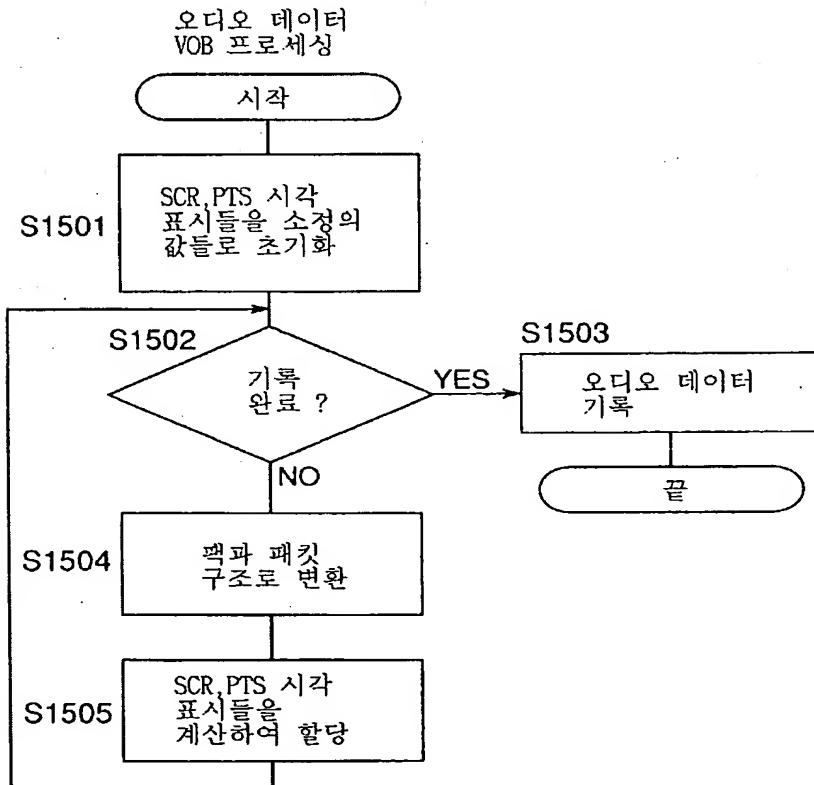 오디오 데이터
VOB 프로세싱
시작
S1501
SCR,PTS 시각
표시들을 소정의
값들로 초기화
S1502
기록
완료 ?
YES
S1503
오디오 데이터
기록
끝
NO
S1504
팩파 패킷
구조로 변환
S1505
SCR,PTS 시각
표시들을
계산하여 할당